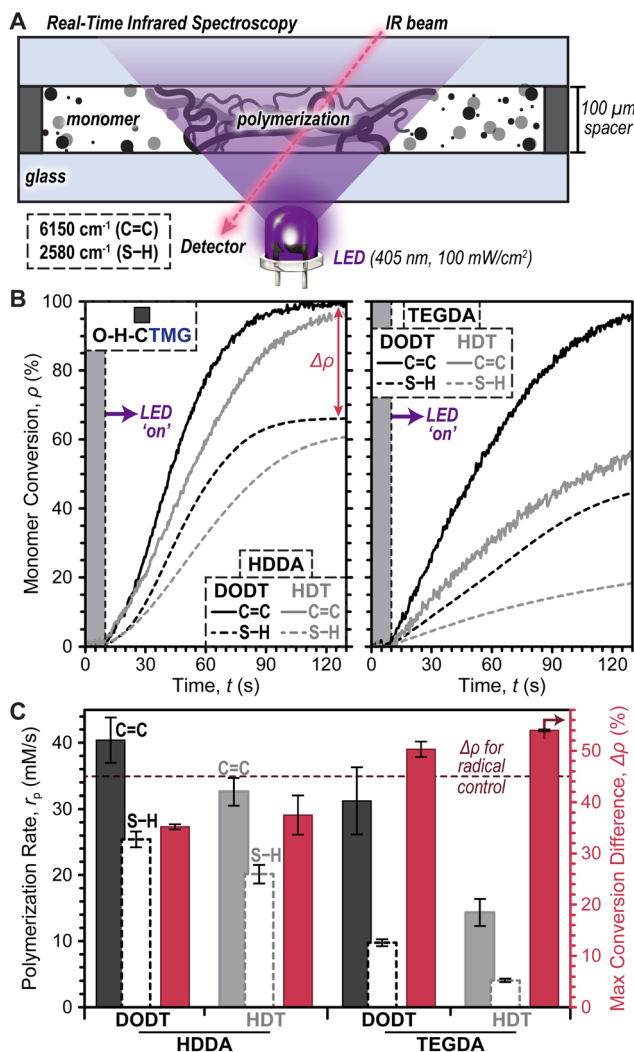 A
Real-Time Infrared Spectroscopy
IR beam
monomer
polymerization
100 µm
spacer
glass
6150 cm⁻¹ (C=C)
2580 cm⁻¹ (S−H)
Detector
LED (405 nm, 100 mW/cm²)
B
Monomer Conversion, ρ (%)
100
80
60
40
20
0
O-H-CTMG
LED
'on'
Δρ
HDDA
DODT HDT
C=C C=C
S−H S−H
0 30 60 90 120
Time, t (s)
TEGDA
DODT HDT
C=C C=C
S−H S−H
LED
'on'
0 30 60 90 120
Time, t (s)
C
Polymerization Rate, rp (mM/s)
40
30
20
10
0
C=C
S−H
C=C
S−H
Δρ for
radical
control
50
40
30
20
10
0
Max Conversion Difference, Δρ (%)
DODT HDT DODT HDT
HDDA TEGDA